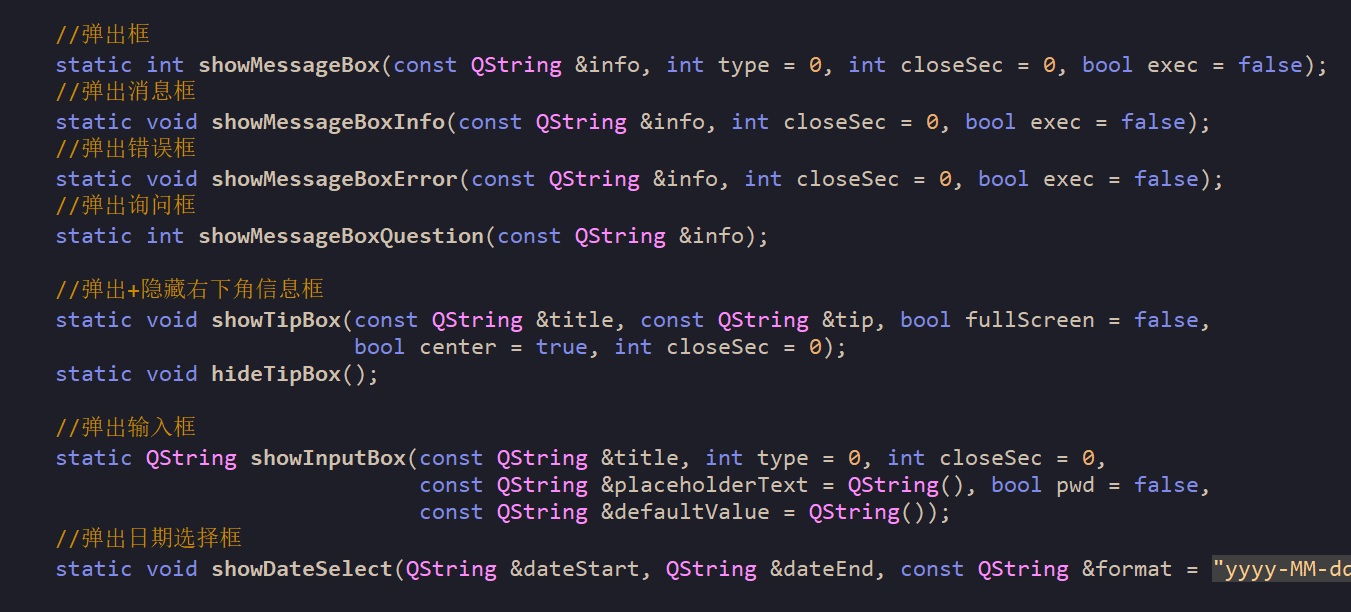 //弹出框
static int showMessageBox(const QString &info, int type = 0, int closeSec = 0, bool exec = false);
//弹出消息框
static void showMessageBoxInfo(const QString &info, int closeSec = 0, bool exec = false);
//弹出错误框
static void showMessageBoxError(const QString &info, int closeSec = 0, bool exec = false);
//弹出询问框
static int showMessageBoxQuestion(const QString &info);
//弹出+隐藏右下角信息框
static void showTipBox(const QString &title, const QString &tip, bool fullScreen = false,
bool center = true, int closeSec = 0);
static void hideTipBox();
//弹出输入框
static QString showInputBox(const QString &title, int type = 0, int closeSec = 0,
const QString &placeholderText = QString(), bool pwd = false,
const QString &defaultValue = QString());
//弹出日期选择框
static void showDateSelect(QString &dateStart, QString &dateEnd, const QString &format = "yyyy-MM-dd